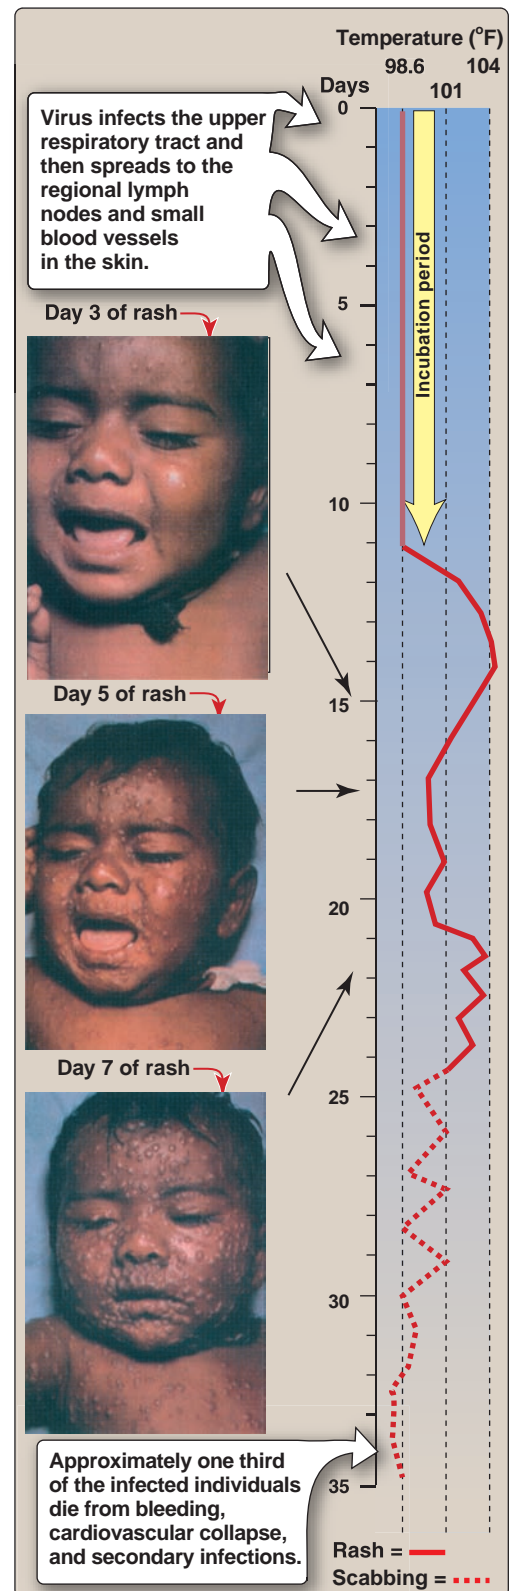 Temperature (°F)
98.6 104
101
Days
0
Virus infects the upper
respiratory tract and
then spreads to the
regional lymph
nodes and small
blood vessels
in the skin.
Incubation period
5
Day 3 of rash
10
15
Day 5 of rash
20
Day 7 of rash
25
30
35
Approximately one third
of the infected individuals
die from bleeding,
cardiovascular collapse,
and secondary infections.
Rash =
Scabbing =